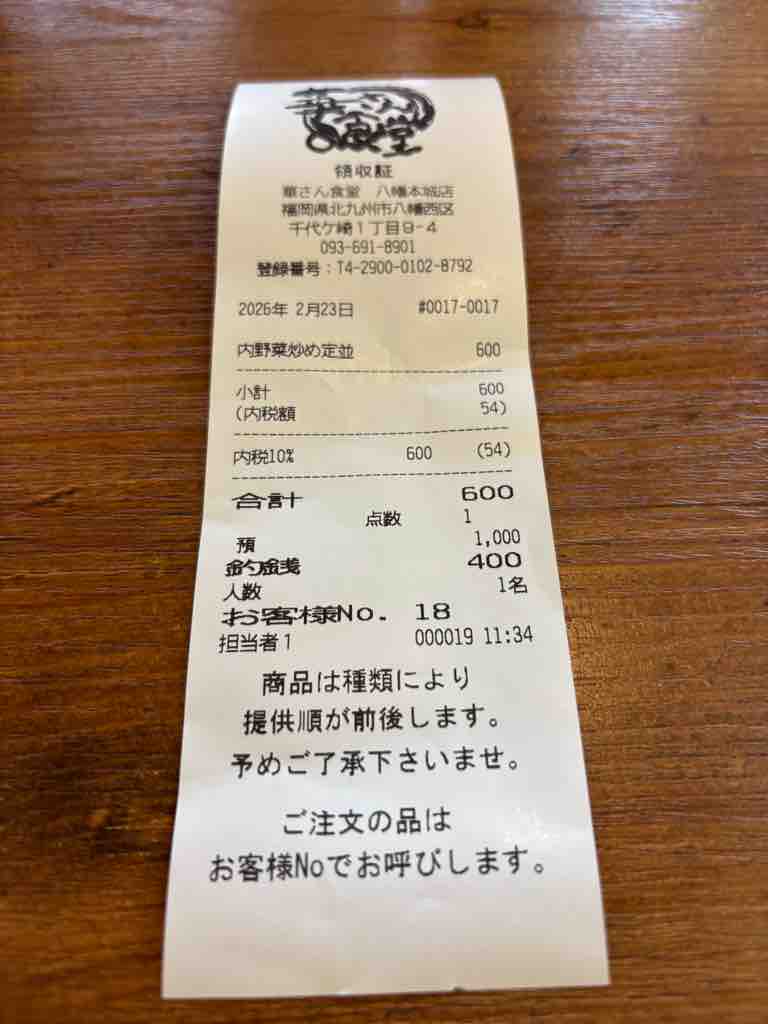 華さん食堂
領収証
華さん食堂 八幡本城店
福岡県北九州市八幡西区
千代ケ崎1丁目9-4
093-691-8901
登録番号:T4-2900-0102-8792
2026年 2月23日 #0017-0017
内野菜炒め定並 600
小計 600
(内税額 54)
内税10% 600 (54)
合計 600
点数 1
預 1,000
釣銭 400
人数 1名
お客様No. 18
担当者1 000019 11:34
商品は種類により
提供順が前後します。
予めご了承下さいませ。
ご注文の品は
お客様Noでお呼びします。